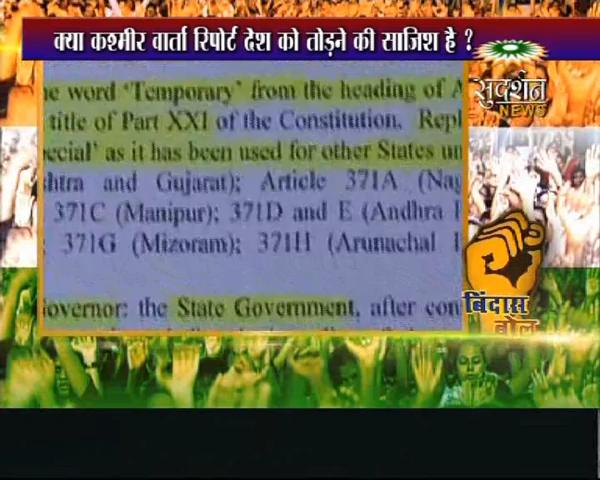 क्या कश्मीर वार्ता रिपोर्ट देश को तोड़ने की साजिश है ?
सुदर्शन
NEWS
he word ‘Temporary’ from the heading of A
title of Part XXI of the Constitution. Repl
ecial’ as it has been used for other States un
htra and Gujarat); Article 371A (Nag
371C (Manipur); 371D and E (Andhra
371G (Mizoram); 371H (Arunachal
overnor: the State Government, after con
बिंदास
बोल